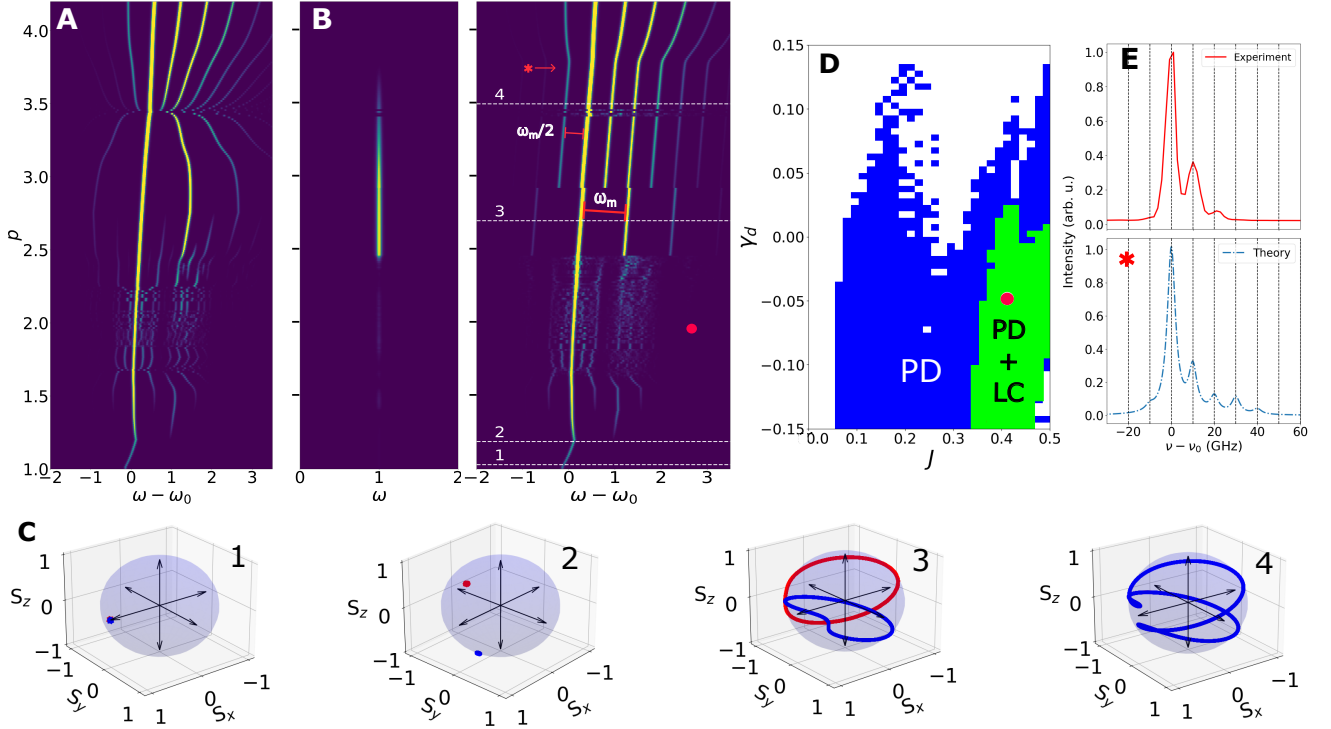 A
4.0
3.5
3.0
2.5
2.0
1.5
1.0
p
−2 −1 0 1 2
ω − ω₀
B
0 1 2
ω
*
4
ωm/2
ωm
3
2
1
−2 −1 0 1 2 3
ω − ω₀
D
0.15
0.10
0.05
0.00
−0.05
−0.10
−0.15
γd
PD
PD
+
LC
0.0 0.1 0.2 0.3 0.4 0.5
J
E
Experiment
1.0
0.8
0.6
0.4
0.2
0.0
Intensity (arb. u.)
*
Theory
1.0
0.8
0.6
0.4
0.2
0.0
−20 0 20 40 60
ν − ν₀ (GHz)
C
1
1
Sz 0
−1
−1
Sy 0
1
1
0
Sx
−1
2
1
Sz 0
−1
−1
Sy 0
1
1
0
Sx
−1
3
1
Sz 0
−1
−1
Sy 0
1
1
0
Sx
−1
4
1
Sz 0
−1
−1
Sy 0
1
1
0
Sx
−1